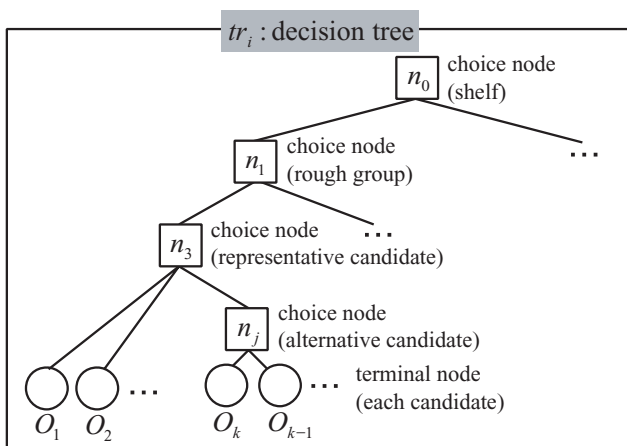 tr_i : decision tree
n_0
choice node
(shelf)
n_1
choice node
(rough group)
...
n_3
choice node
(representative candidate)
...
n_j
choice node
(alternative candidate)
...
...
terminal node
(each candidate)
O_1
O_2
O_k
O_{k-1}